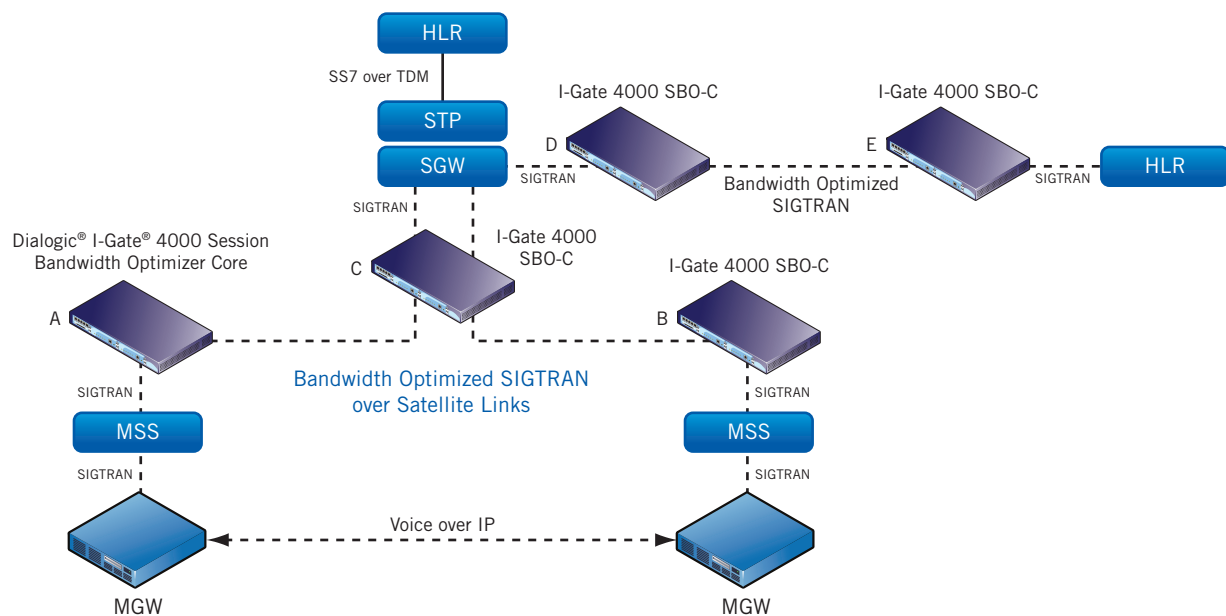 HLR
SS7 over TDM
STP
SGW
I-Gate 4000 SBO-C
D
SIGTRAN
I-Gate 4000 SBO-C
E
Bandwidth Optimized
SIGTRAN
SIGTRAN
HLR
SIGTRAN
I-Gate 4000
SBO-C
C
Dialogic® I-Gate® 4000 Session
Bandwidth Optimizer Core
A
I-Gate 4000 SBO-C
B
Bandwidth Optimized SIGTRAN
over Satellite Links
SIGTRAN
MSS
SIGTRAN
MGW
SIGTRAN
MSS
SIGTRAN
MGW
Voice over IP